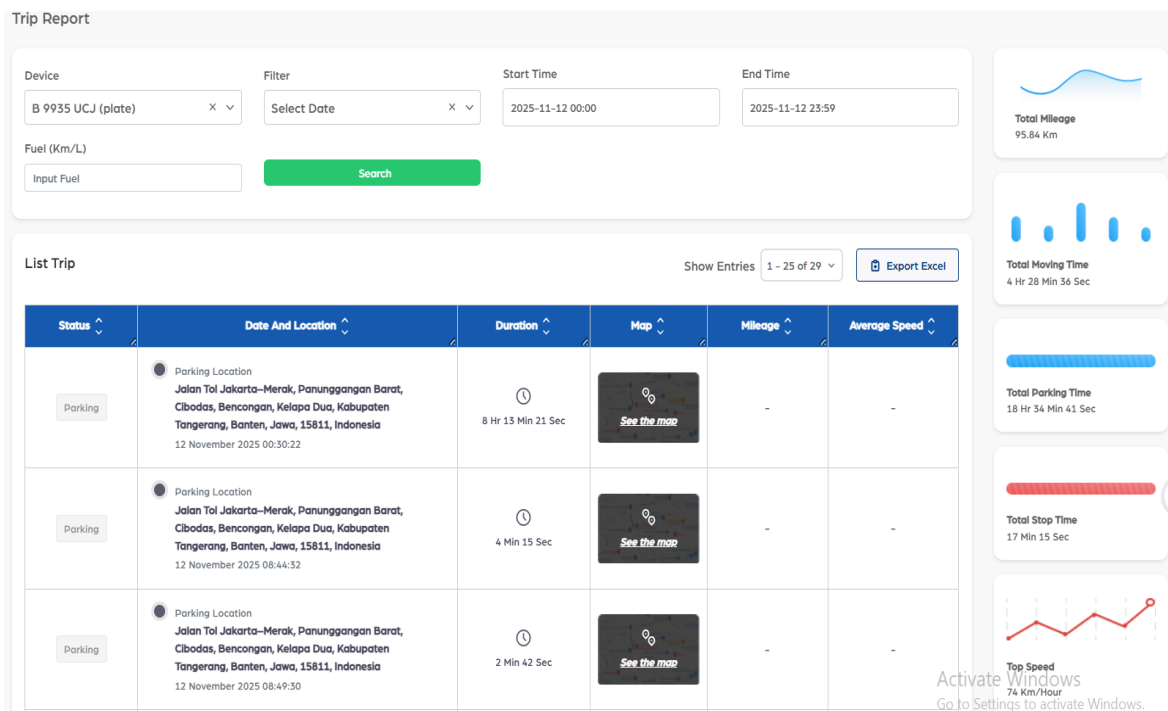 Trip Report
Device
B 9935 UCJ (plate)
Filter
Select Date
Start Time
2025-11-12 00:00
End Time
2025-11-12 23:59
Fuel (Km/L)
Input Fuel
Search
List Trip
Show Entries
1 - 25 of 29
Export Excel
Status
Date And Location
Duration
Map
Mileage
Average Speed
Parking
Parking Location
Jalan Tol Jakarta–Merak, Panunggangan Barat,
Cibodas, Bencongan, Kelapa Dua, Kabupaten
Tangerang, Banten, Jawa, 15811, Indonesia
12 November 2025 00:30:22
8 Hr 13 Min 21 Sec
See the map
-
-
Parking
Parking Location
Jalan Tol Jakarta–Merak, Panunggangan Barat,
Cibodas, Bencongan, Kelapa Dua, Kabupaten
Tangerang, Banten, Jawa, 15811, Indonesia
12 November 2025 08:44:32
4 Min 15 Sec
See the map
-
-
Parking
Parking Location
Jalan Tol Jakarta–Merak, Panunggangan Barat,
Cibodas, Bencongan, Kelapa Dua, Kabupaten
Tangerang, Banten, Jawa, 15811, Indonesia
12 November 2025 08:49:30
2 Min 42 Sec
See the map
-
-
Total Mileage
95.84 Km
Total Moving Time
4 Hr 28 Min 36 Sec
Total Parking Time
18 Hr 34 Min 41 Sec
Total Stop Time
17 Min 15 Sec
Top Speed
74 Km/Hour
Activate Windows
Go to Settings to activate Windows.